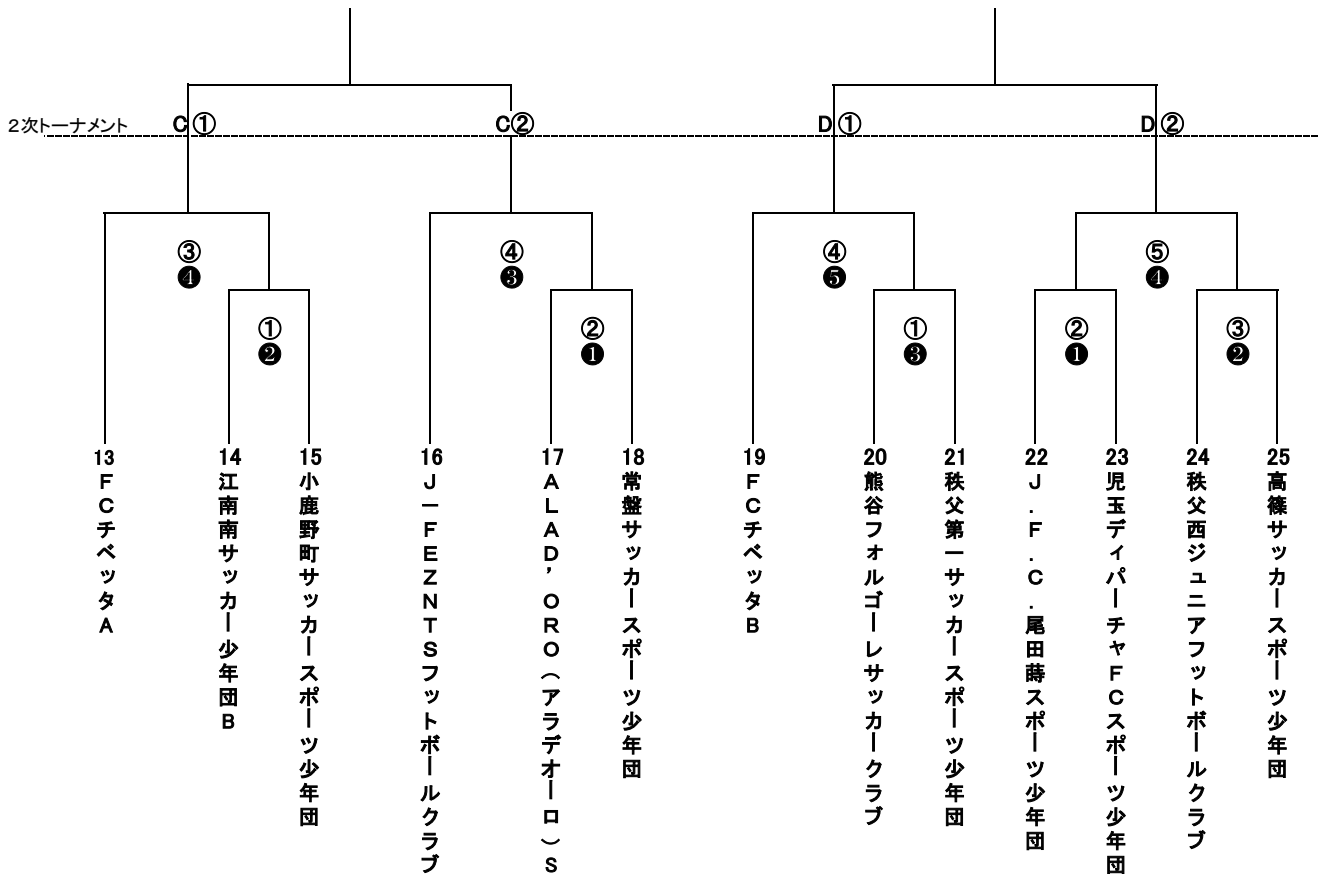 2次トーナメント
C①
C②
D①
D②
③
❹
④
❸
④
❺
⑤
❹
①
❷
②
❶
①
❸
②
❶
③
❷
13
FCチベッタA
14
江南南サッカー少年団B
15
小鹿野町サッカースポーツ少年団
16
J－FEZNTSフットボールクラブ
17
ALAD’ORO（アラデオーロ）S
18
常盤サッカースポーツ少年団
19
FCチベッタB
20
熊谷フォルゴーレサッカークラブ
21
秩父第一サッカースポーツ少年団
22
J．F．C．尾田蒔スポーツ少年団
23
児玉ディパーチャFCスポーツ少年団
24
秩父西ジュニアフットボールクラブ
25
高篠サッカースポーツ少年団